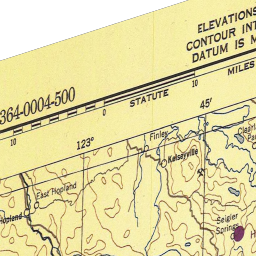 ELEVATIONS
CONTOUR INT
DATUM IS M
364-0004-500
10
0
10
STATUTE
MILES
123°
45'
Finley
Kelseyville
Clearl
East Hopland
Hopland
Seigler
Springs
H